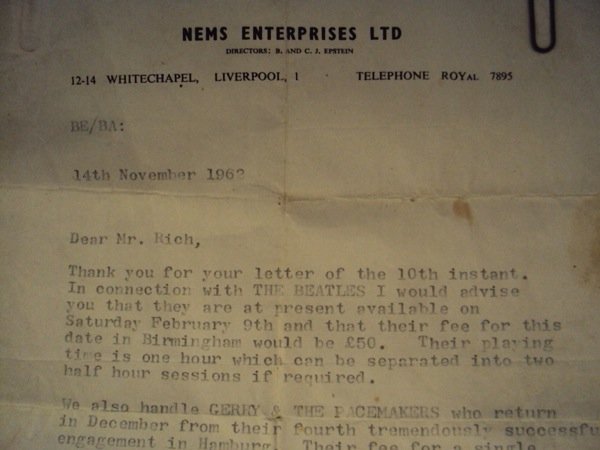 NEMS ENTERPRISES LTD
DIRECTORS: B. AND C. J. EPSTEIN
12-14 WHITECHAPEL, LIVERPOOL, 1 TELEPHONE ROYAL 7895
BE/BA:
14th November 1962
Dear Mr. Rich,
Thank you for your letter of the 10th instant.
In connection with THE BEATLES I would advise
you that they are at present available on
Saturday February 9th and that their fee for this
date in Birmingham would be £50. Their playing
time is one hour which can be separated into two
half hour sessions if required.
We also handle GERRY & THE PACEMAKERS who return
in December from their fourth tremendously successfu
engagement in Hamburg. Their fee for a single